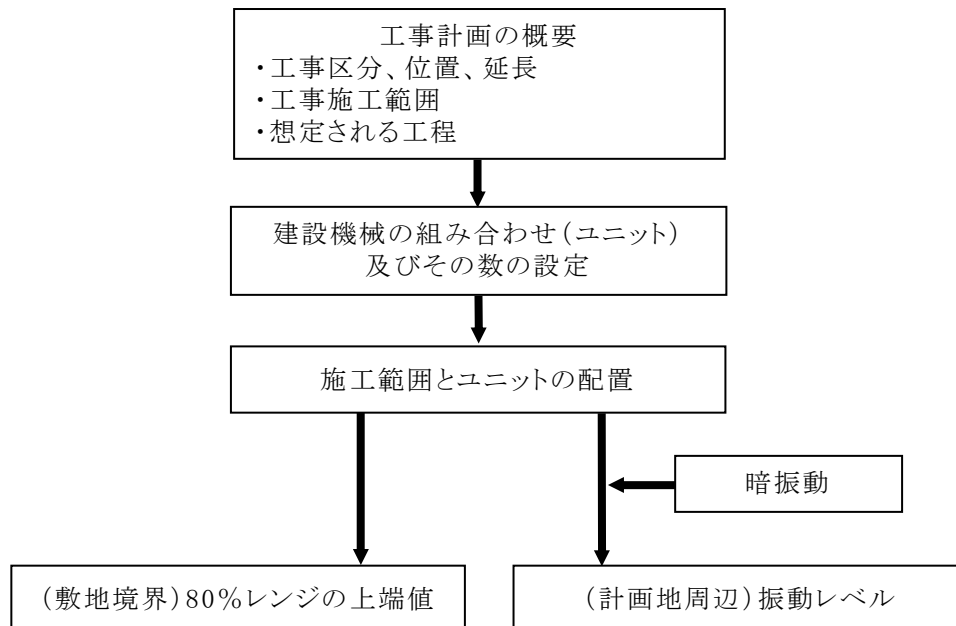 工事計画の概要
・工事区分、位置、延長
・工事施工範囲
・想定される工程
建設機械の組み合わせ(ユニット)
及びその数の設定
施工範囲とユニットの配置
暗振動
(敷地境界)80%レンジの上端値
(計画地周辺)振動レベル